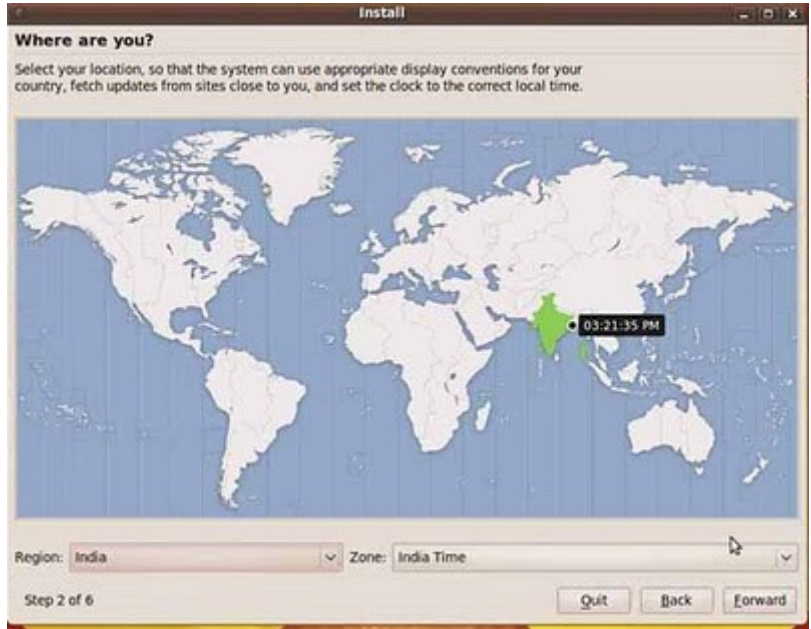 Install
Where are you?
Select your location, so that the system can use appropriate display conventions for your
country, fetch updates from sites close to you, and set the clock to the correct local time.
03:21:35 PM
Region: India Zone: India Time
Step 2 of 6 Quit Back Forward